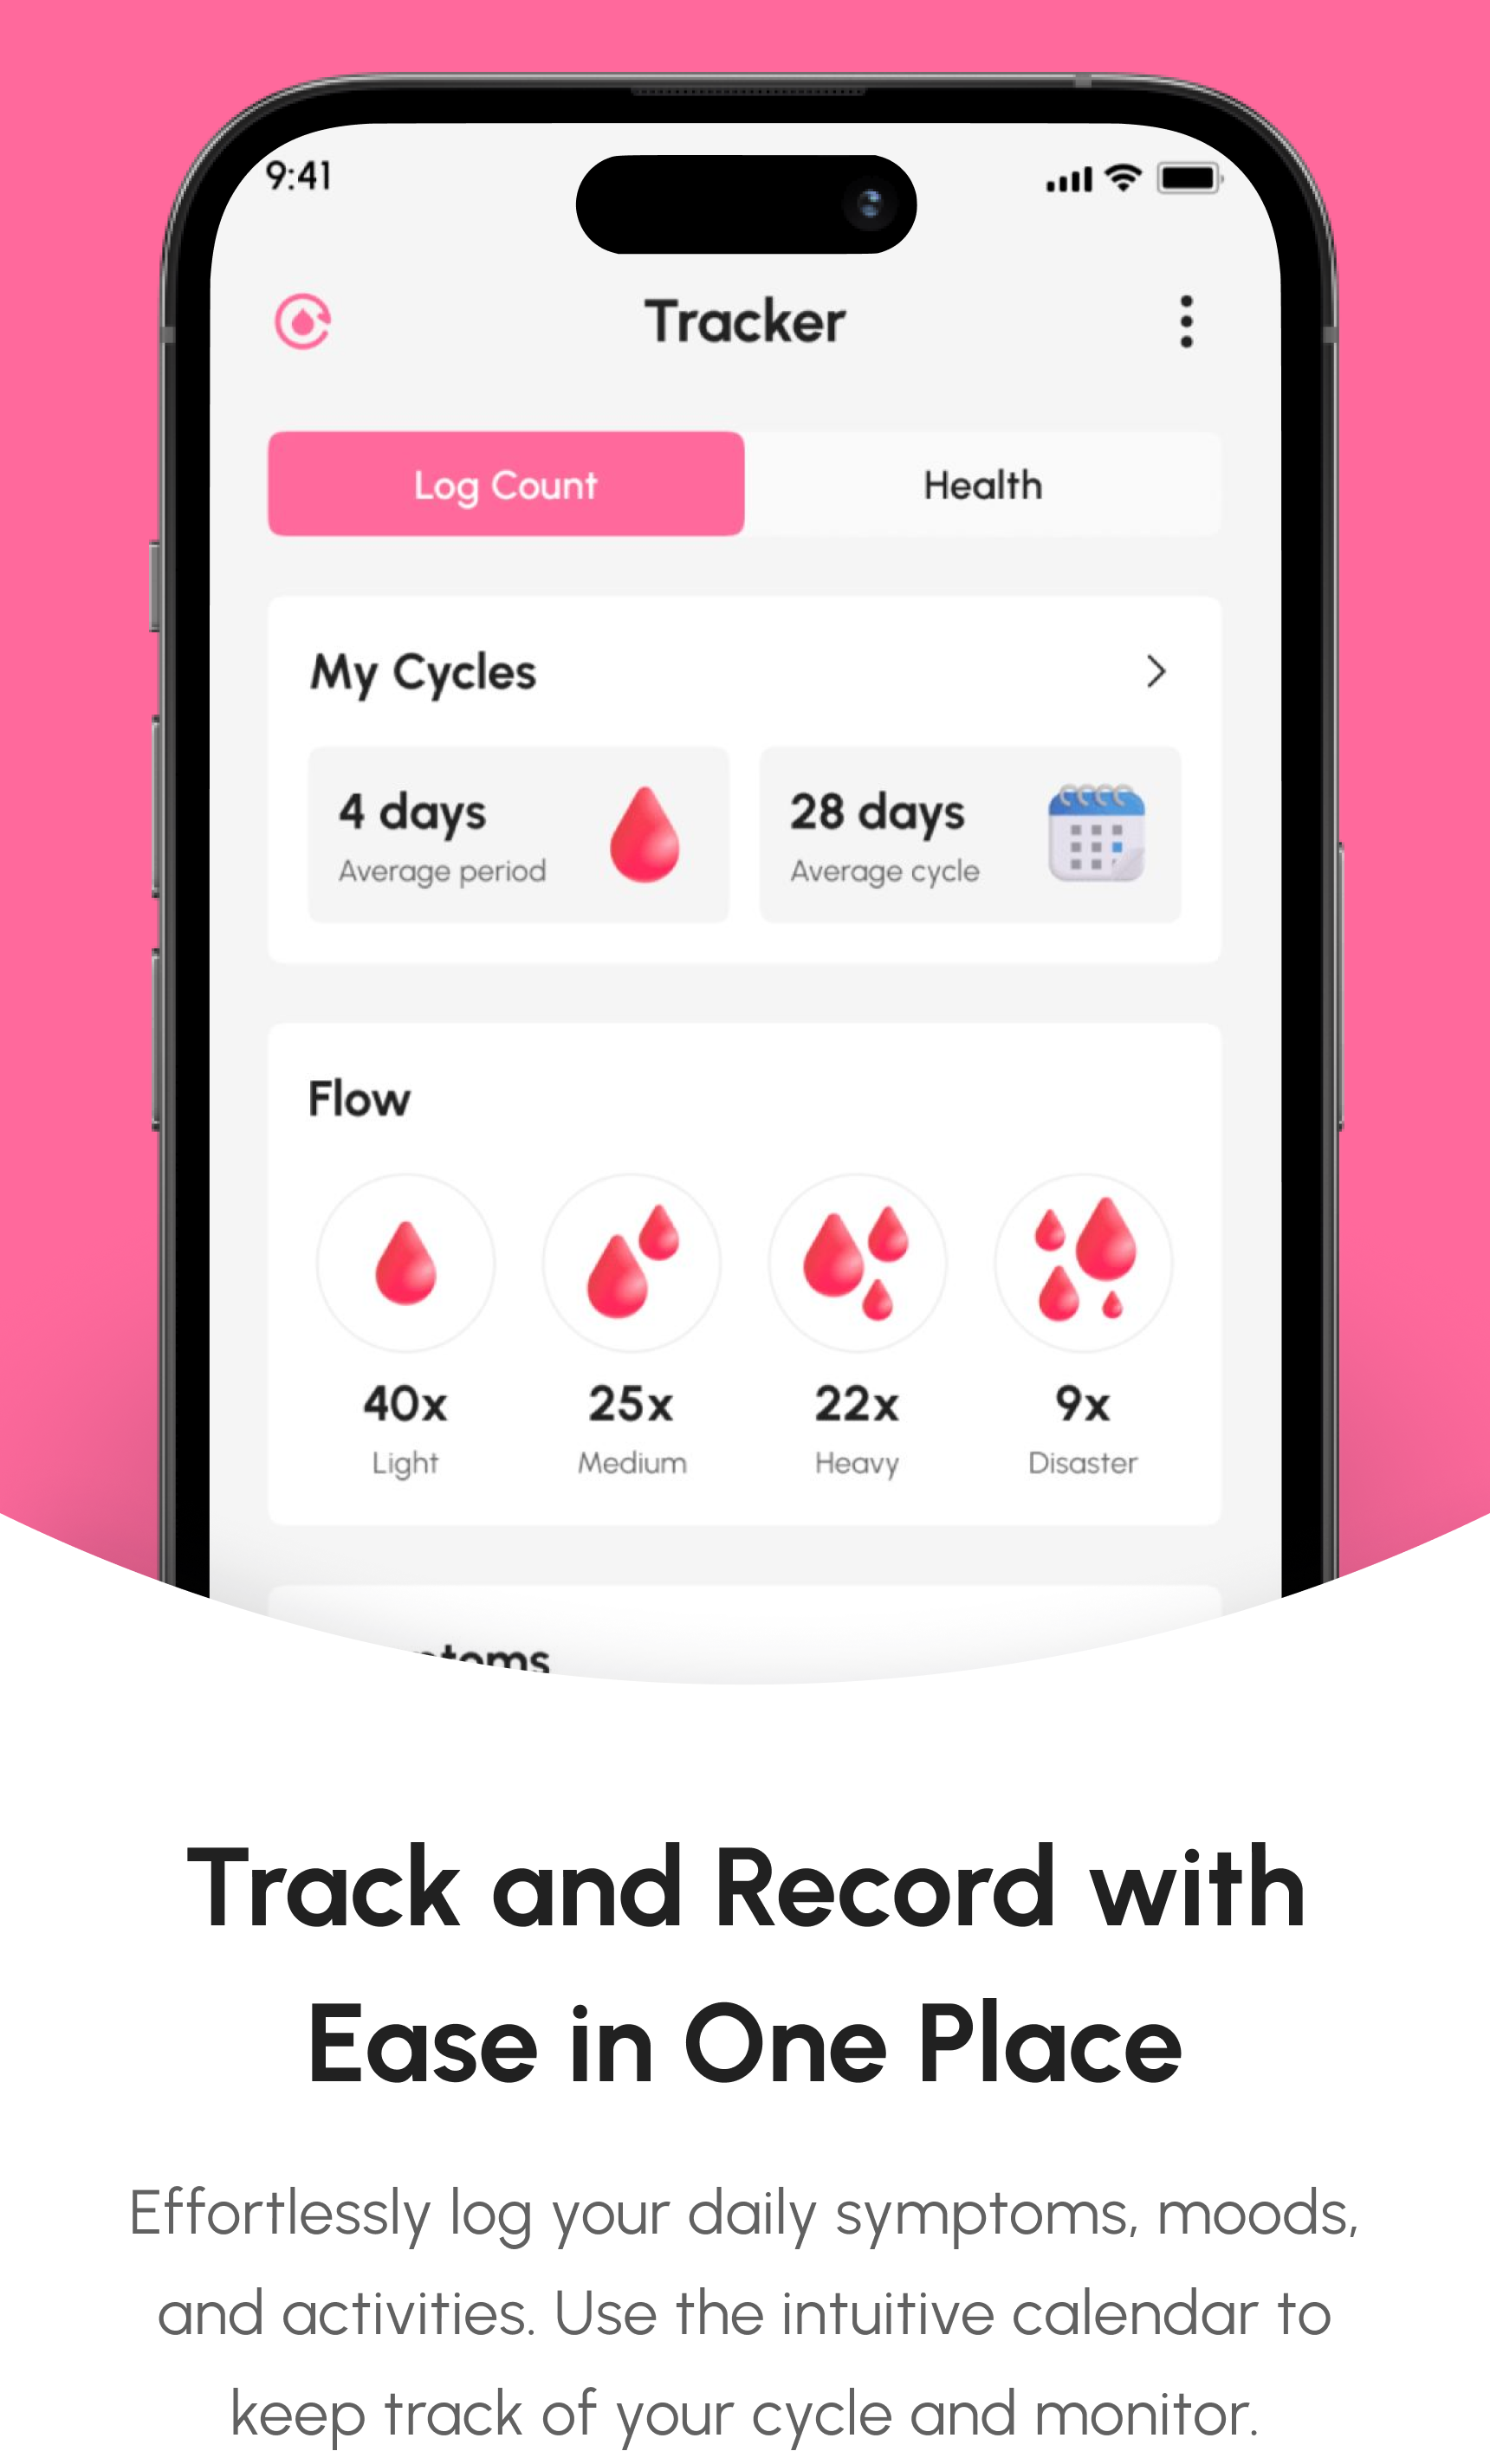 9:41
Tracker
Log Count
Health
My Cycles
4 days
Average period
28 days
Average cycle
Flow
40x
25x
22x
9x
Light
Medium
Heavy
Disaster
Track and Record with
Ease in One Place
Effortlessly log your daily symptoms, moods,
and activities. Use the intuitive calendar to
keep track of your cycle and monitor.